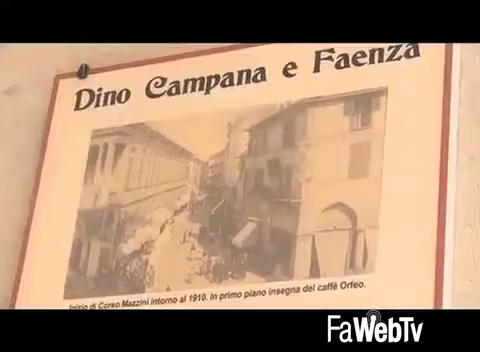 Dino Campana e Faenza
Inizio di Corso Mazzini intorno al 1910. In primo piano insegna del caffè Orfeo.
FaWebTv